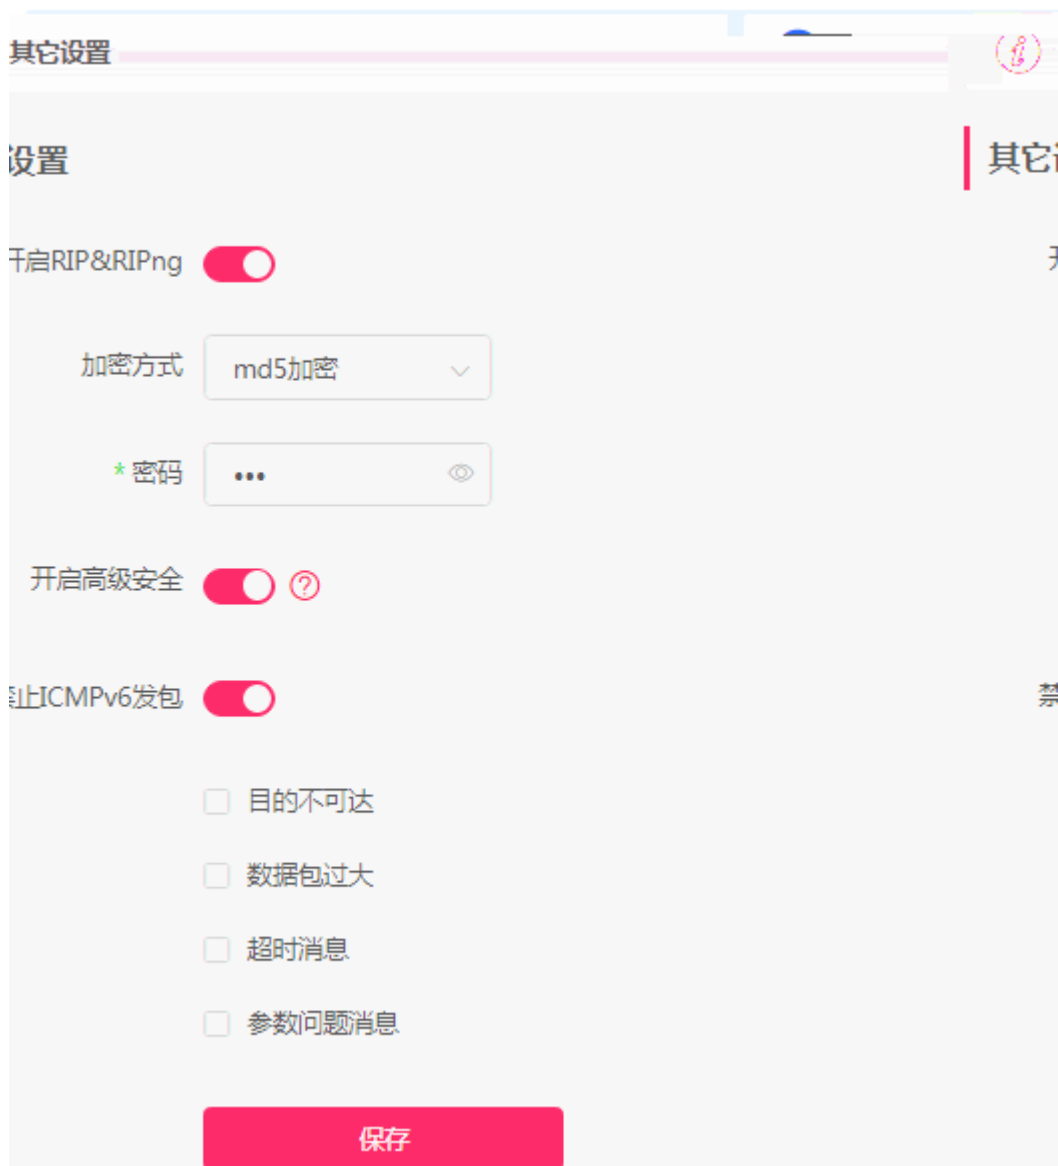 其它设置
设置
其它
开启RIP&RIPng
加密方式 md5加密
* 密码 •••
开启高级安全
禁止ICMPv6发包
禁
目的不可达
数据包过大
超时消息
参数问题消息
保存